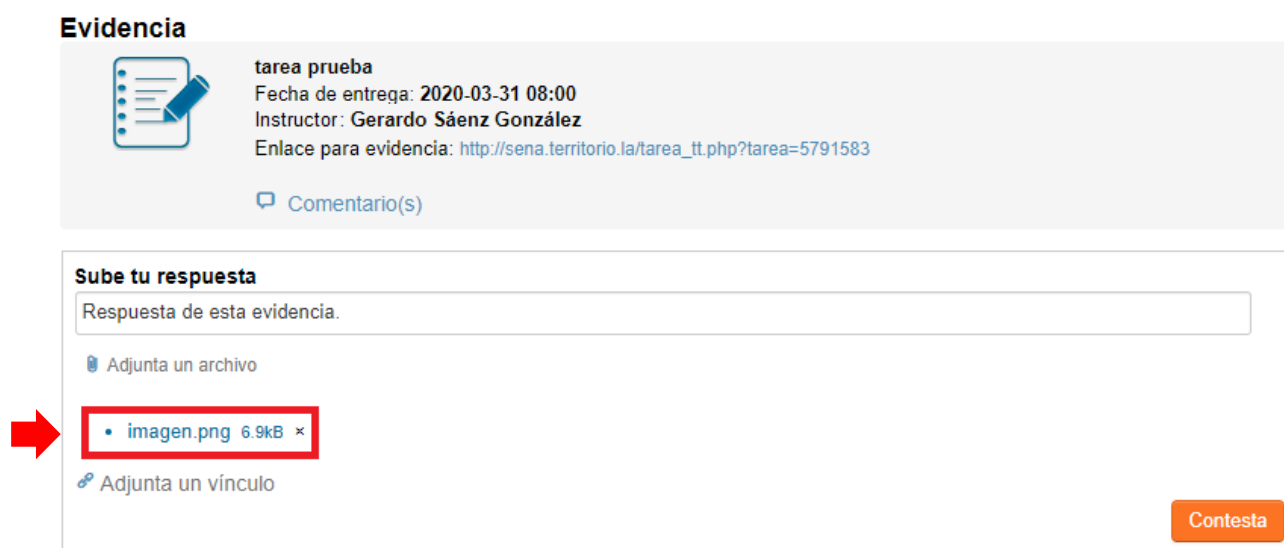 Evidencia
tarea prueba
Fecha de entrega: 2020-03-31 08:00
Instructor: Gerardo Sáenz González
Enlace para evidencia: http://sena.territorio.la/tarea_tt.php?tarea=5791583
Comentario(s)
Sube tu respuesta
Respuesta de esta evidencia.
Adjunta un archivo
• imagen.png 6.9kB ×
Adjunta un vínculo
Contesta